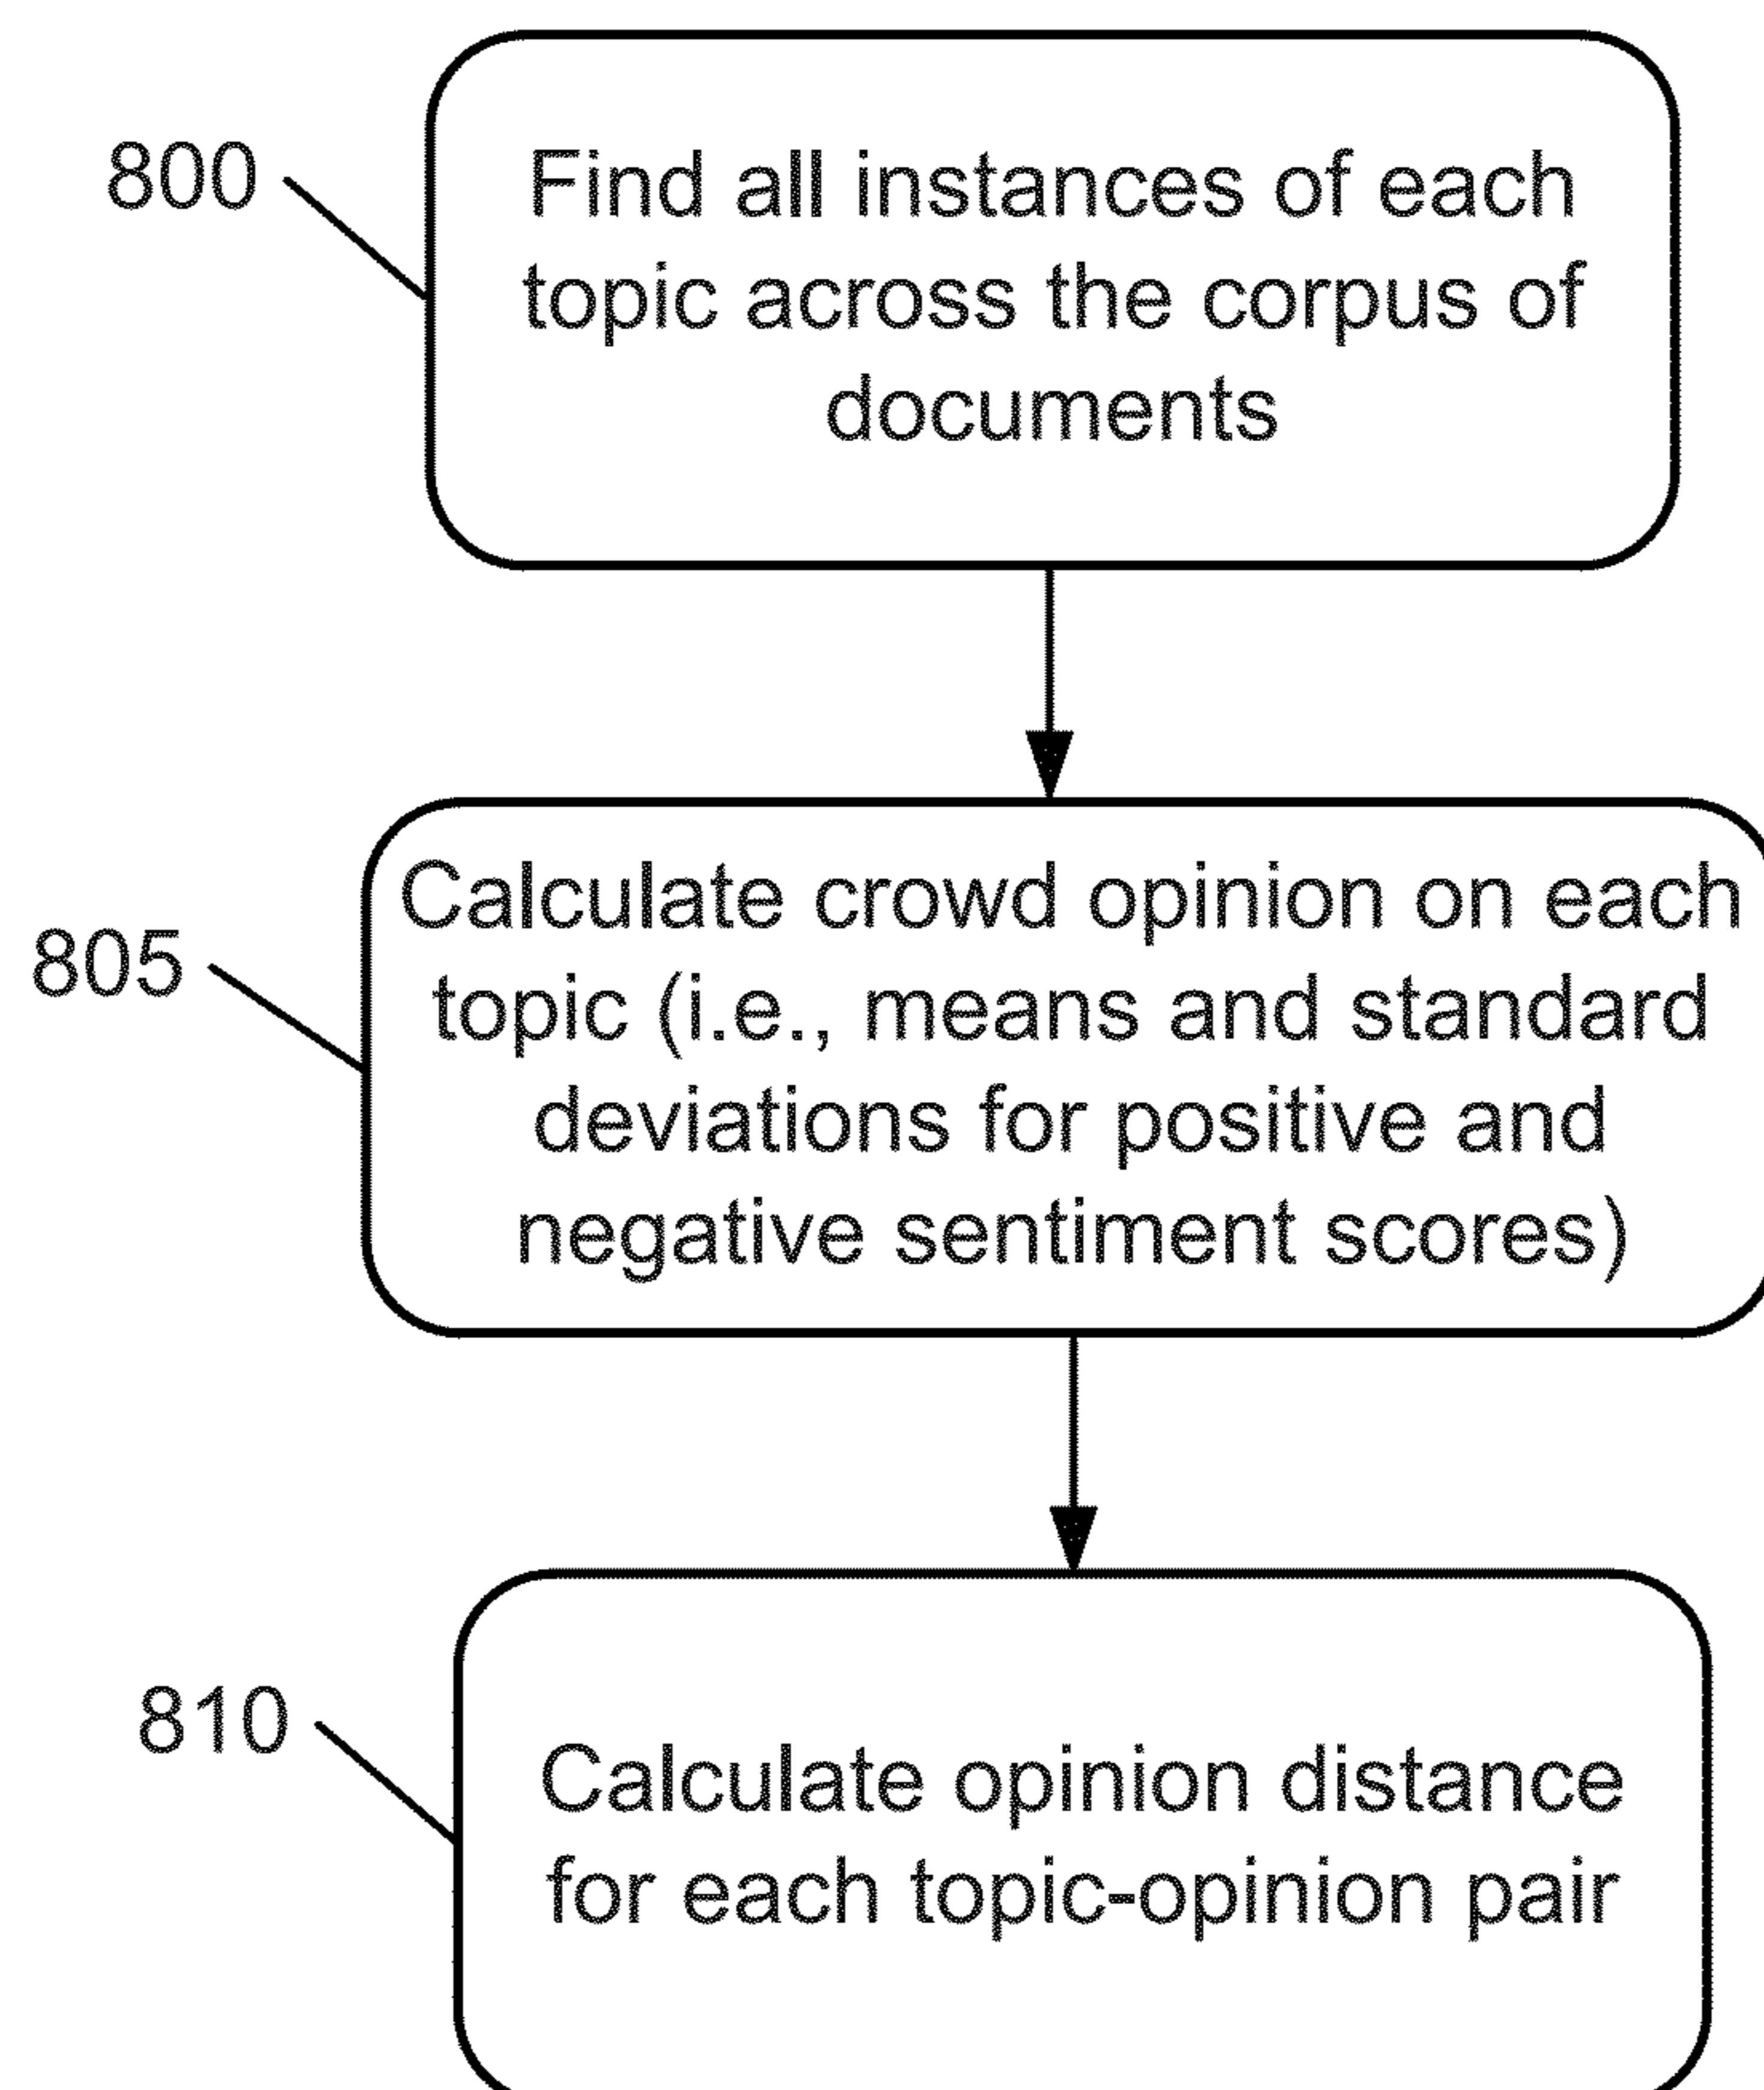 800
Find all instances of each
topic across the corpus of
documents
805
Calculate crowd opinion on each
topic (i.e., means and standard
deviations for positive and
negative sentiment scores)
810
Calculate opinion distance
for each topic-opinion pair